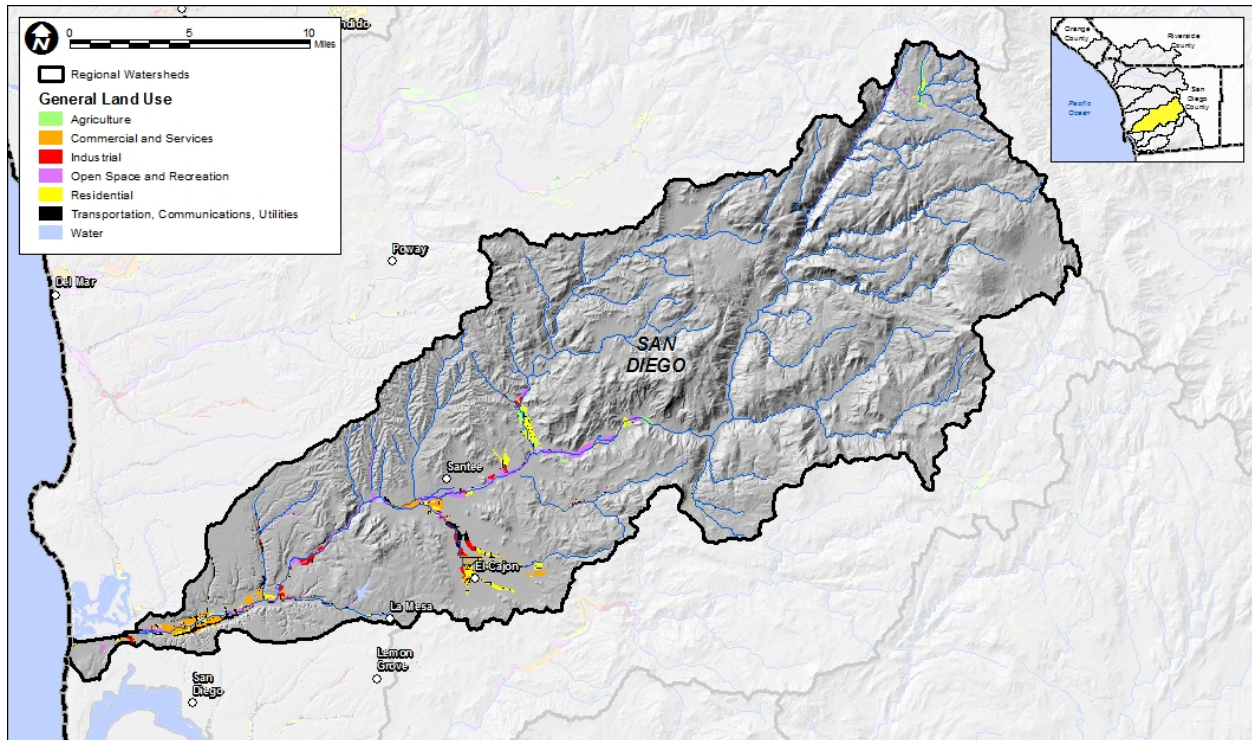 ndido
N
0
5
10
Miles
Regional Watersheds
General Land Use
Agriculture
Commercial and Services
Industrial
Open Space and Recreation
Residential
Transportation, Communications, Utilities
Water
Orange
County
Riverside
County
San
Diego
County
Pacific
Ocean
Poway
Del Mar
SAN
DIEGO
Santee
El Cajon
La Mesa
Lemon
Grove
San
Diego